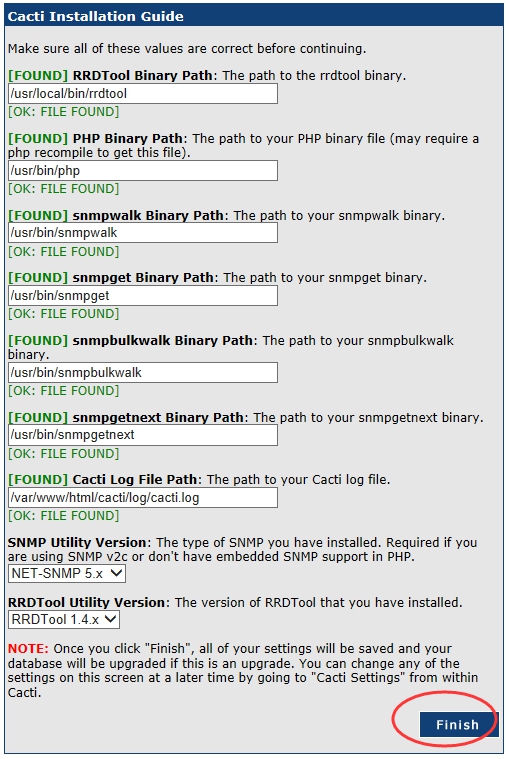 Cacti Installation Guide
Make sure all of these values are correct before continuing.
[FOUND] RRDTool Binary Path: The path to the rrdtool binary.
/usr/local/bin/rrdtool
[OK: FILE FOUND]
[FOUND] PHP Binary Path: The path to your PHP binary file (may require a
php recompile to get this file).
/usr/bin/php
[OK: FILE FOUND]
[FOUND] snmpwalk Binary Path: The path to your snmpwalk binary.
/usr/bin/snmpwalk
[OK: FILE FOUND]
[FOUND] snmpget Binary Path: The path to your snmpget binary.
/usr/bin/snmpget
[OK: FILE FOUND]
[FOUND] snmpbulkwalk Binary Path: The path to your snmpbulkwalk
binary.
/usr/bin/snmpbulkwalk
[OK: FILE FOUND]
[FOUND] snmpgetnext Binary Path: The path to your snmpgetnext binary.
/usr/bin/snmpgetnext
[OK: FILE FOUND]
[FOUND] Cacti Log File Path: The path to your Cacti log file.
/var/www/html/cacti/log/cacti.log
[OK: FILE FOUND]
SNMP Utility Version: The type of SNMP you have installed. Required if you
are using SNMP v2c or don't have embedded SNMP support in PHP.
NET-SNMP 5.x
RRDTool Utility Version: The version of RRDTool that you have installed.
RRDTool 1.4.x
NOTE: Once you click "Finish", all of your settings will be saved and your
database will be upgraded if this is an upgrade. You can change any of the
settings on this screen at a later time by going to "Cacti Settings" from within
Cacti.
Finish